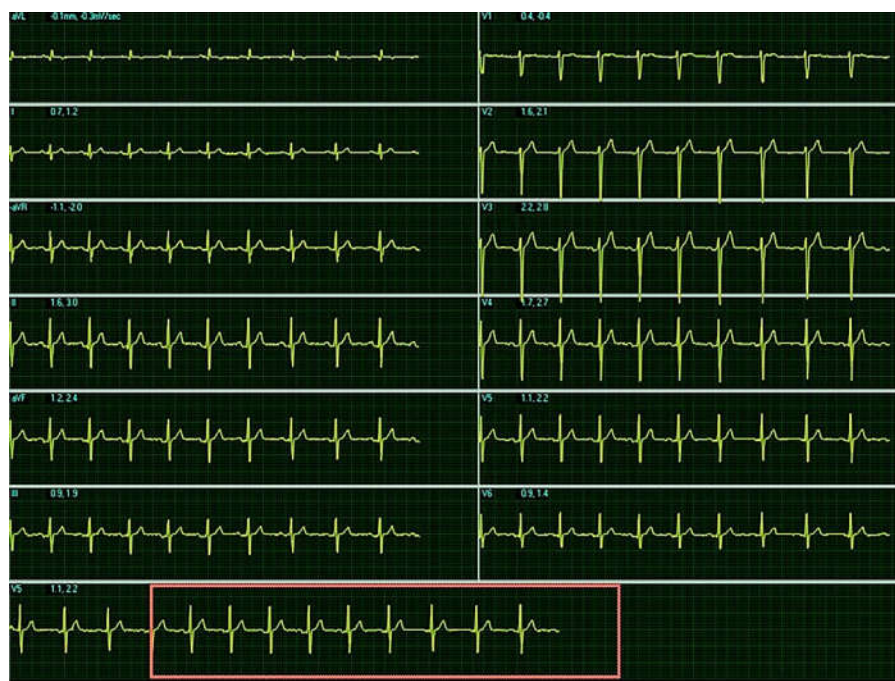 aVL -0.1mm, -0.3mV/sec
V1 0.4, -0.4
I 0.7, 1.2
V2 1.6, 2.1
-aVR -1.1, -2.0
V3 2.2, 2.8
II 1.6, 3.0
V4 1.7, 2.7
aVF 1.2, 2.4
V5 1.1, 2.2
III 0.9, 1.9
V6 0.9, 1.4
V5 1.1, 2.2